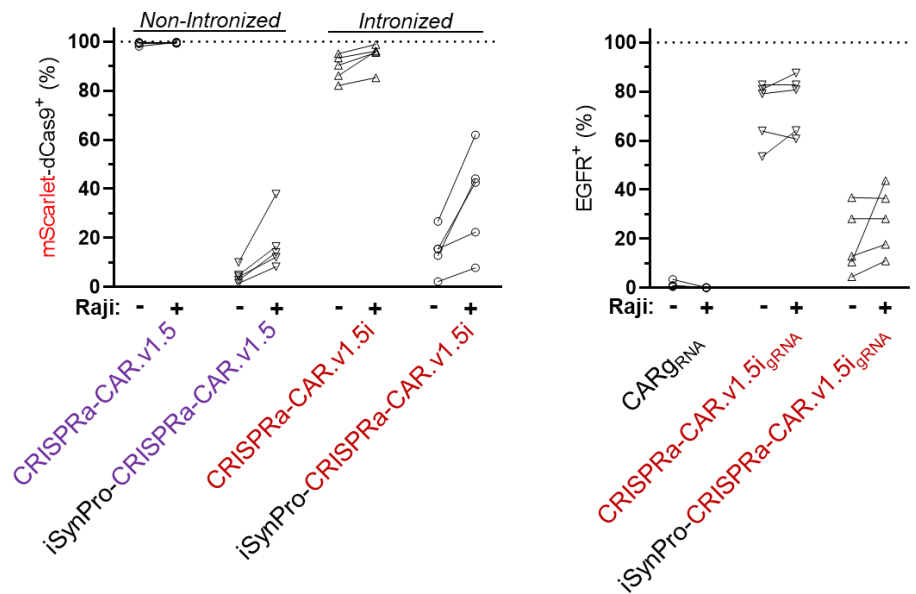 Non-Intronized Intronized
mScarlet-dCas9+ (%)
100
80
60
40
20
0
Raji: - + - + - + - +
CRISPRa-CAR.v1.5
iSynPro-CRISPRa-CAR.v1.5
CRISPRa-CAR.v1.5i
iSynPro-CRISPRa-CAR.v1.5i
EGFR+ (%)
100
80
60
40
20
0
Raji: - + - + - +
CARgRNA
CRISPRa-CAR.v1.5igRNA
iSynPro-CRISPRa-CAR.v1.5igRNA